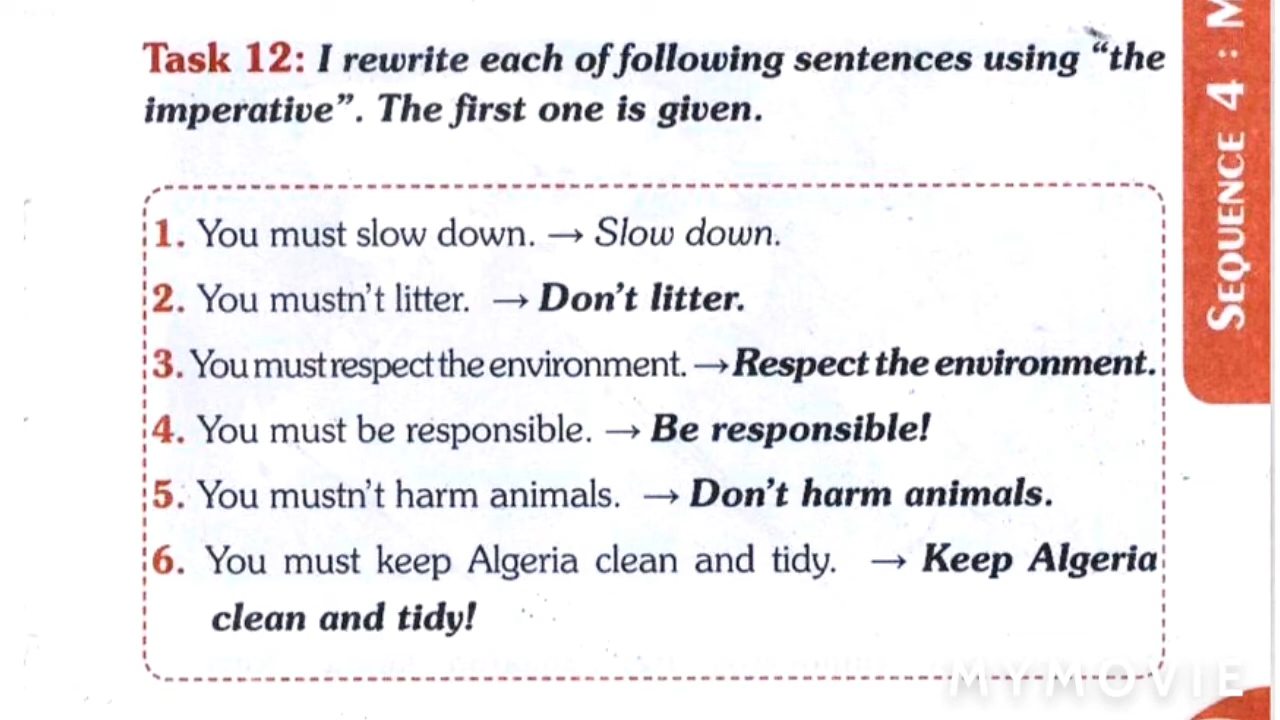 Task 12: I rewrite each of following sentences using “the
imperative”. The first one is given.
1. You must slow down. → Slow down.
2. You mustn't litter. → Don't litter.
3. You must respect the environment. → Respect the environment.
4. You must be responsible. → Be responsible!
5. You mustn't harm animals. → Don't harm animals.
6. You must keep Algeria clean and tidy. → Keep Algeria
clean and tidy!
SEQUENCE 4 : M
MYMOVIE